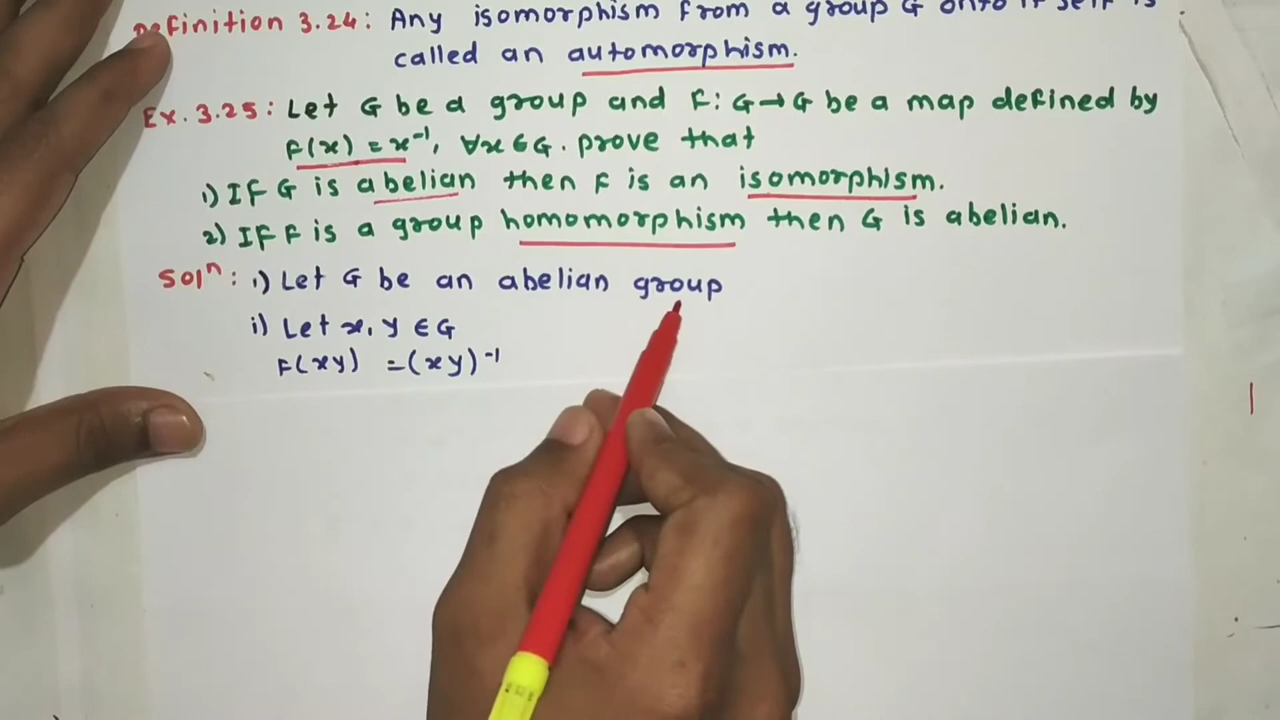 Definition 3.24: Any isomorphism from a group G onto itself is
called an automorphism.
Ex. 3.25: Let G be a group and F: G→G be a map defined by
F(x) = x⁻¹, ∀x∈G. prove that
1) If G is abelian then F is an isomorphism.
2) If F is a group homomorphism then G is abelian.
Solⁿ: 1) Let G be an abelian group
i) Let x, y ∈ G
F(xy) = (xy)⁻¹